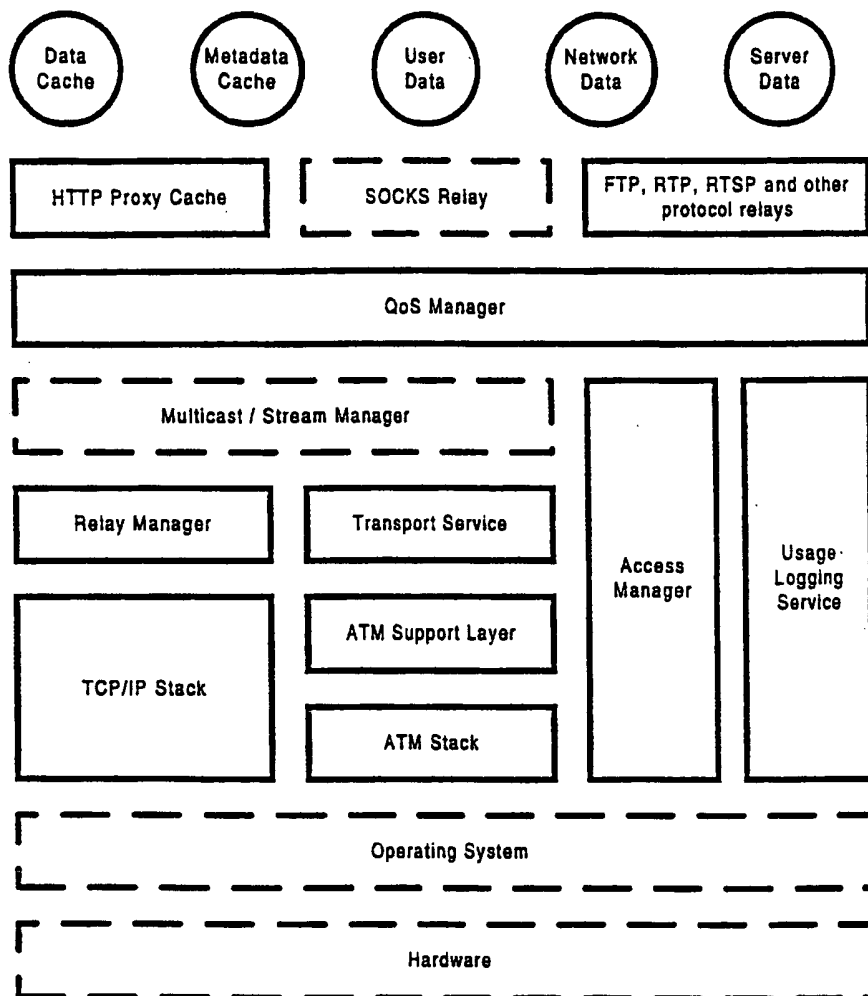 Data
Cache
Metadata
Cache
User
Data
Network
Data
Server
Data
HTTP Proxy Cache
SOCKS Relay
FTP, RTP, RTSP and other
protocol relays
QoS Manager
Multicast / Stream Manager
Relay Manager
Transport Service
Access
Manager
Usage
Logging
Service
TCP/IP Stack
ATM Support Layer
ATM Stack
Operating System
Hardware